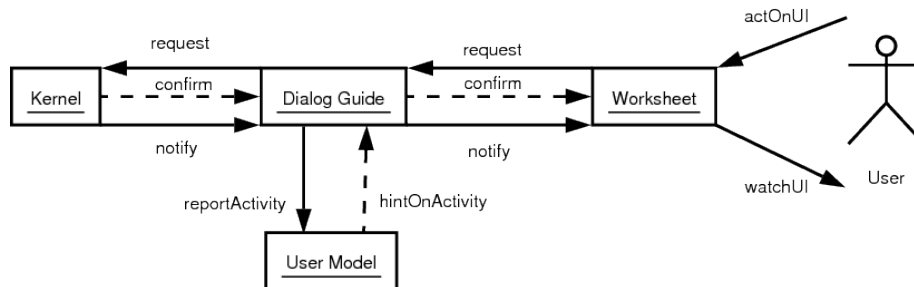 actOnUI
request
request
Kernel
confirm
Dialog Guide
confirm
Worksheet
notify
notify
User
watchUI
reportActivity
hintOnActivity
User Model